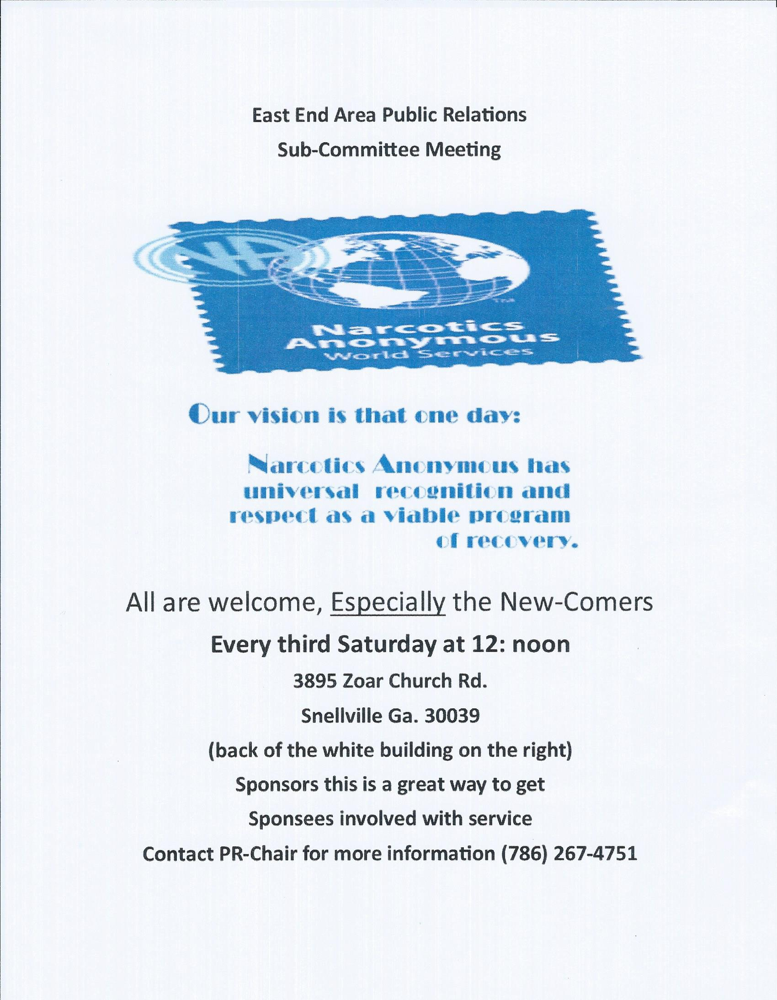 East End Area Public Relations
Sub-Committee Meeting
NA
TM
Narcotics
Anonymous
World Services
Our vision is that one day:
Narcotics Anonymous has
universal recognition and
respect as a viable program
of recovery.
All are welcome, Especially the New-Comers
Every third Saturday at 12: noon
3895 Zoar Church Rd.
Snellville Ga. 30039
(back of the white building on the right)
Sponsors this is a great way to get
Sponsees involved with service
Contact PR-Chair for more information (786) 267-4751